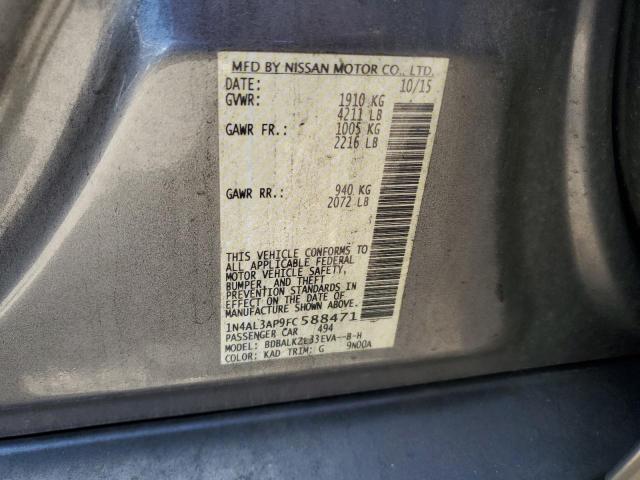 MFD BY NISSAN MOTOR CO., LTD.
DATE: 10/15
GVWR: 1910 KG
4211 LB
GAWR FR.: 1005 KG
2216 LB
GAWR RR.: 940 KG
2072 LB
THIS VEHICLE CONFORMS TO
ALL APPLICABLE FEDERAL
MOTOR VEHICLE SAFETY,
BUMPER, AND THEFT
PREVENTION STANDARDS IN
EFFECT ON THE DATE OF
MANUFACTURE SHOWN ABOVE.
1N4AL3AP9FC588471
PASSENGER CAR 494
MODEL: BDBALKZL33EVA--B-H
COLOR: KAD TRIM: G 9N00A